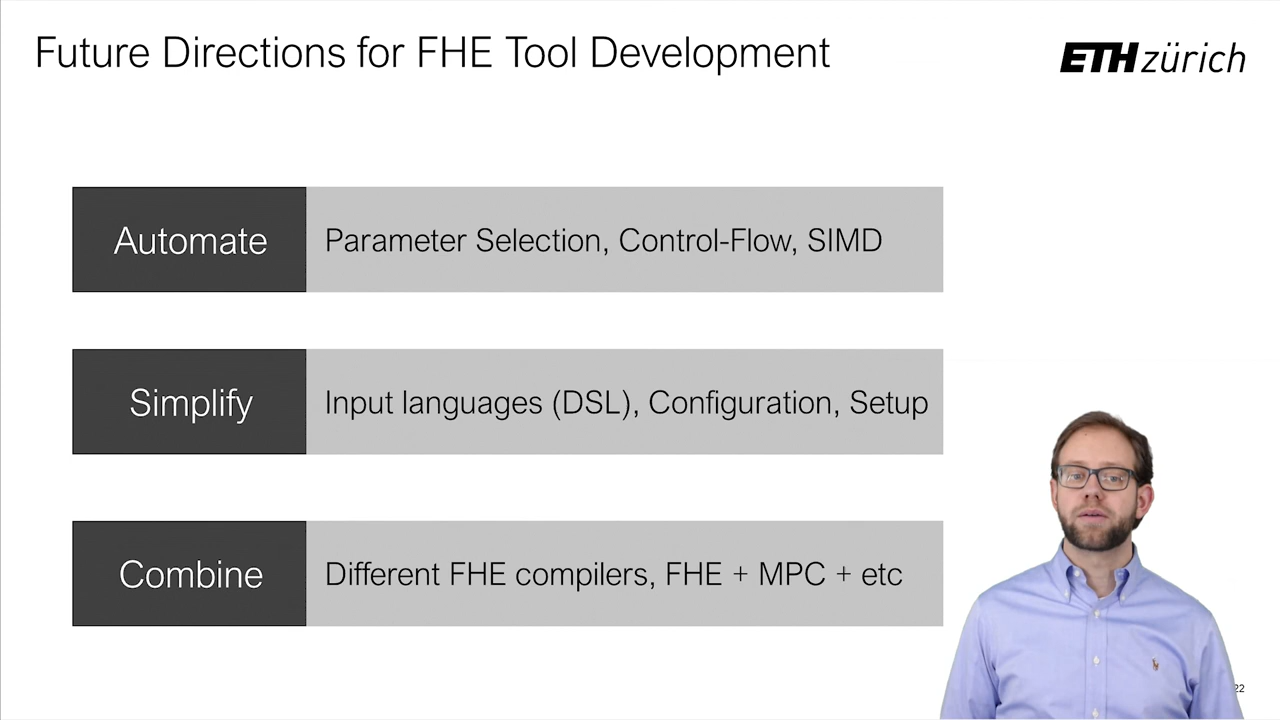 Future Directions for FHE Tool Development
ETH zürich
Automate
Parameter Selection, Control-Flow, SIMD
Simplify
Input languages (DSL), Configuration, Setup
Combine
Different FHE compilers, FHE + MPC + etc
22